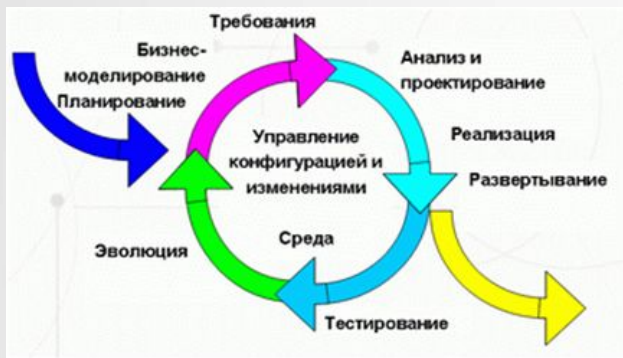 Требования
Бизнес-
моделирование
Планирование
Анализ и
проектирование
Управление
конфигурацией и
изменениями
Реализация
Развертывание
Эволюция
Среда
Тестирование